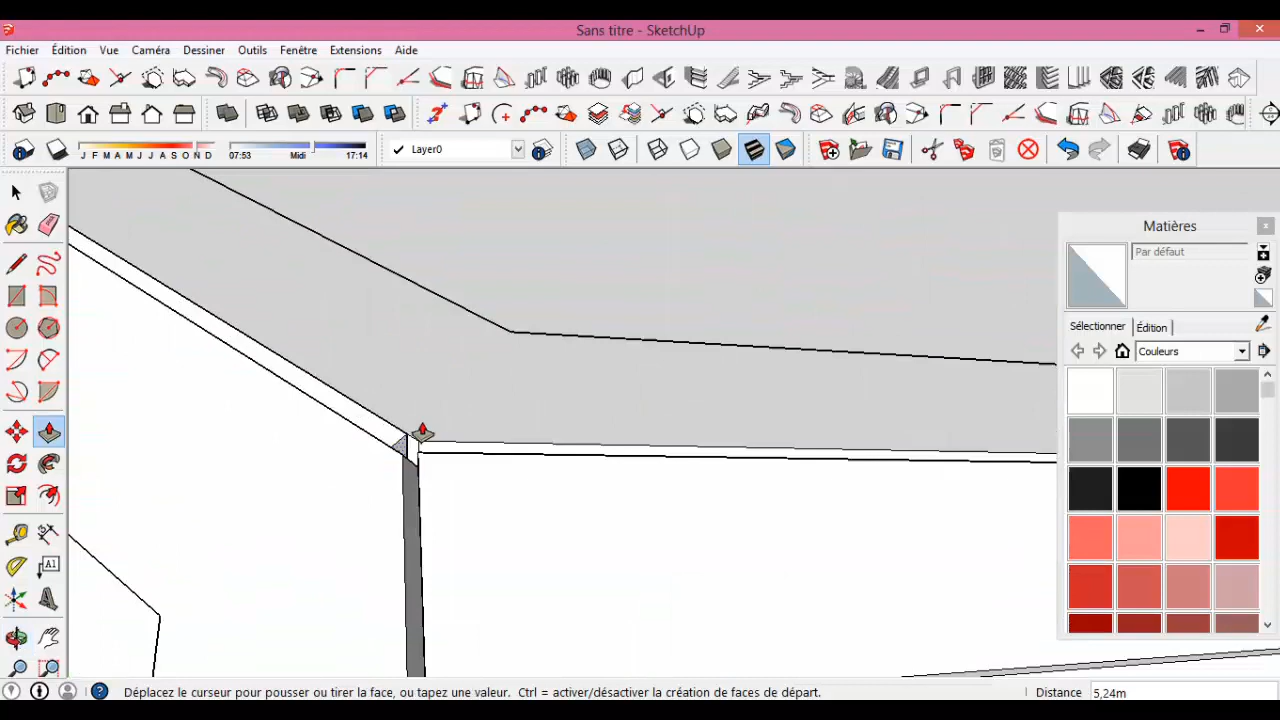 Sans titre - SketchUp
Fichier Édition Vue Caméra Dessiner Outils Fenêtre Extensions Aide
J F M A M J J A S O N D 07:53 Midi 17:14 Layer0
Matières
Par défaut
Sélectionner Édition
Couleurs
A1
Déplacez le curseur pour pousser ou tirer la face, ou tapez une valeur. Ctrl = activer/désactiver la création de faces de départ. Distance 5,24m